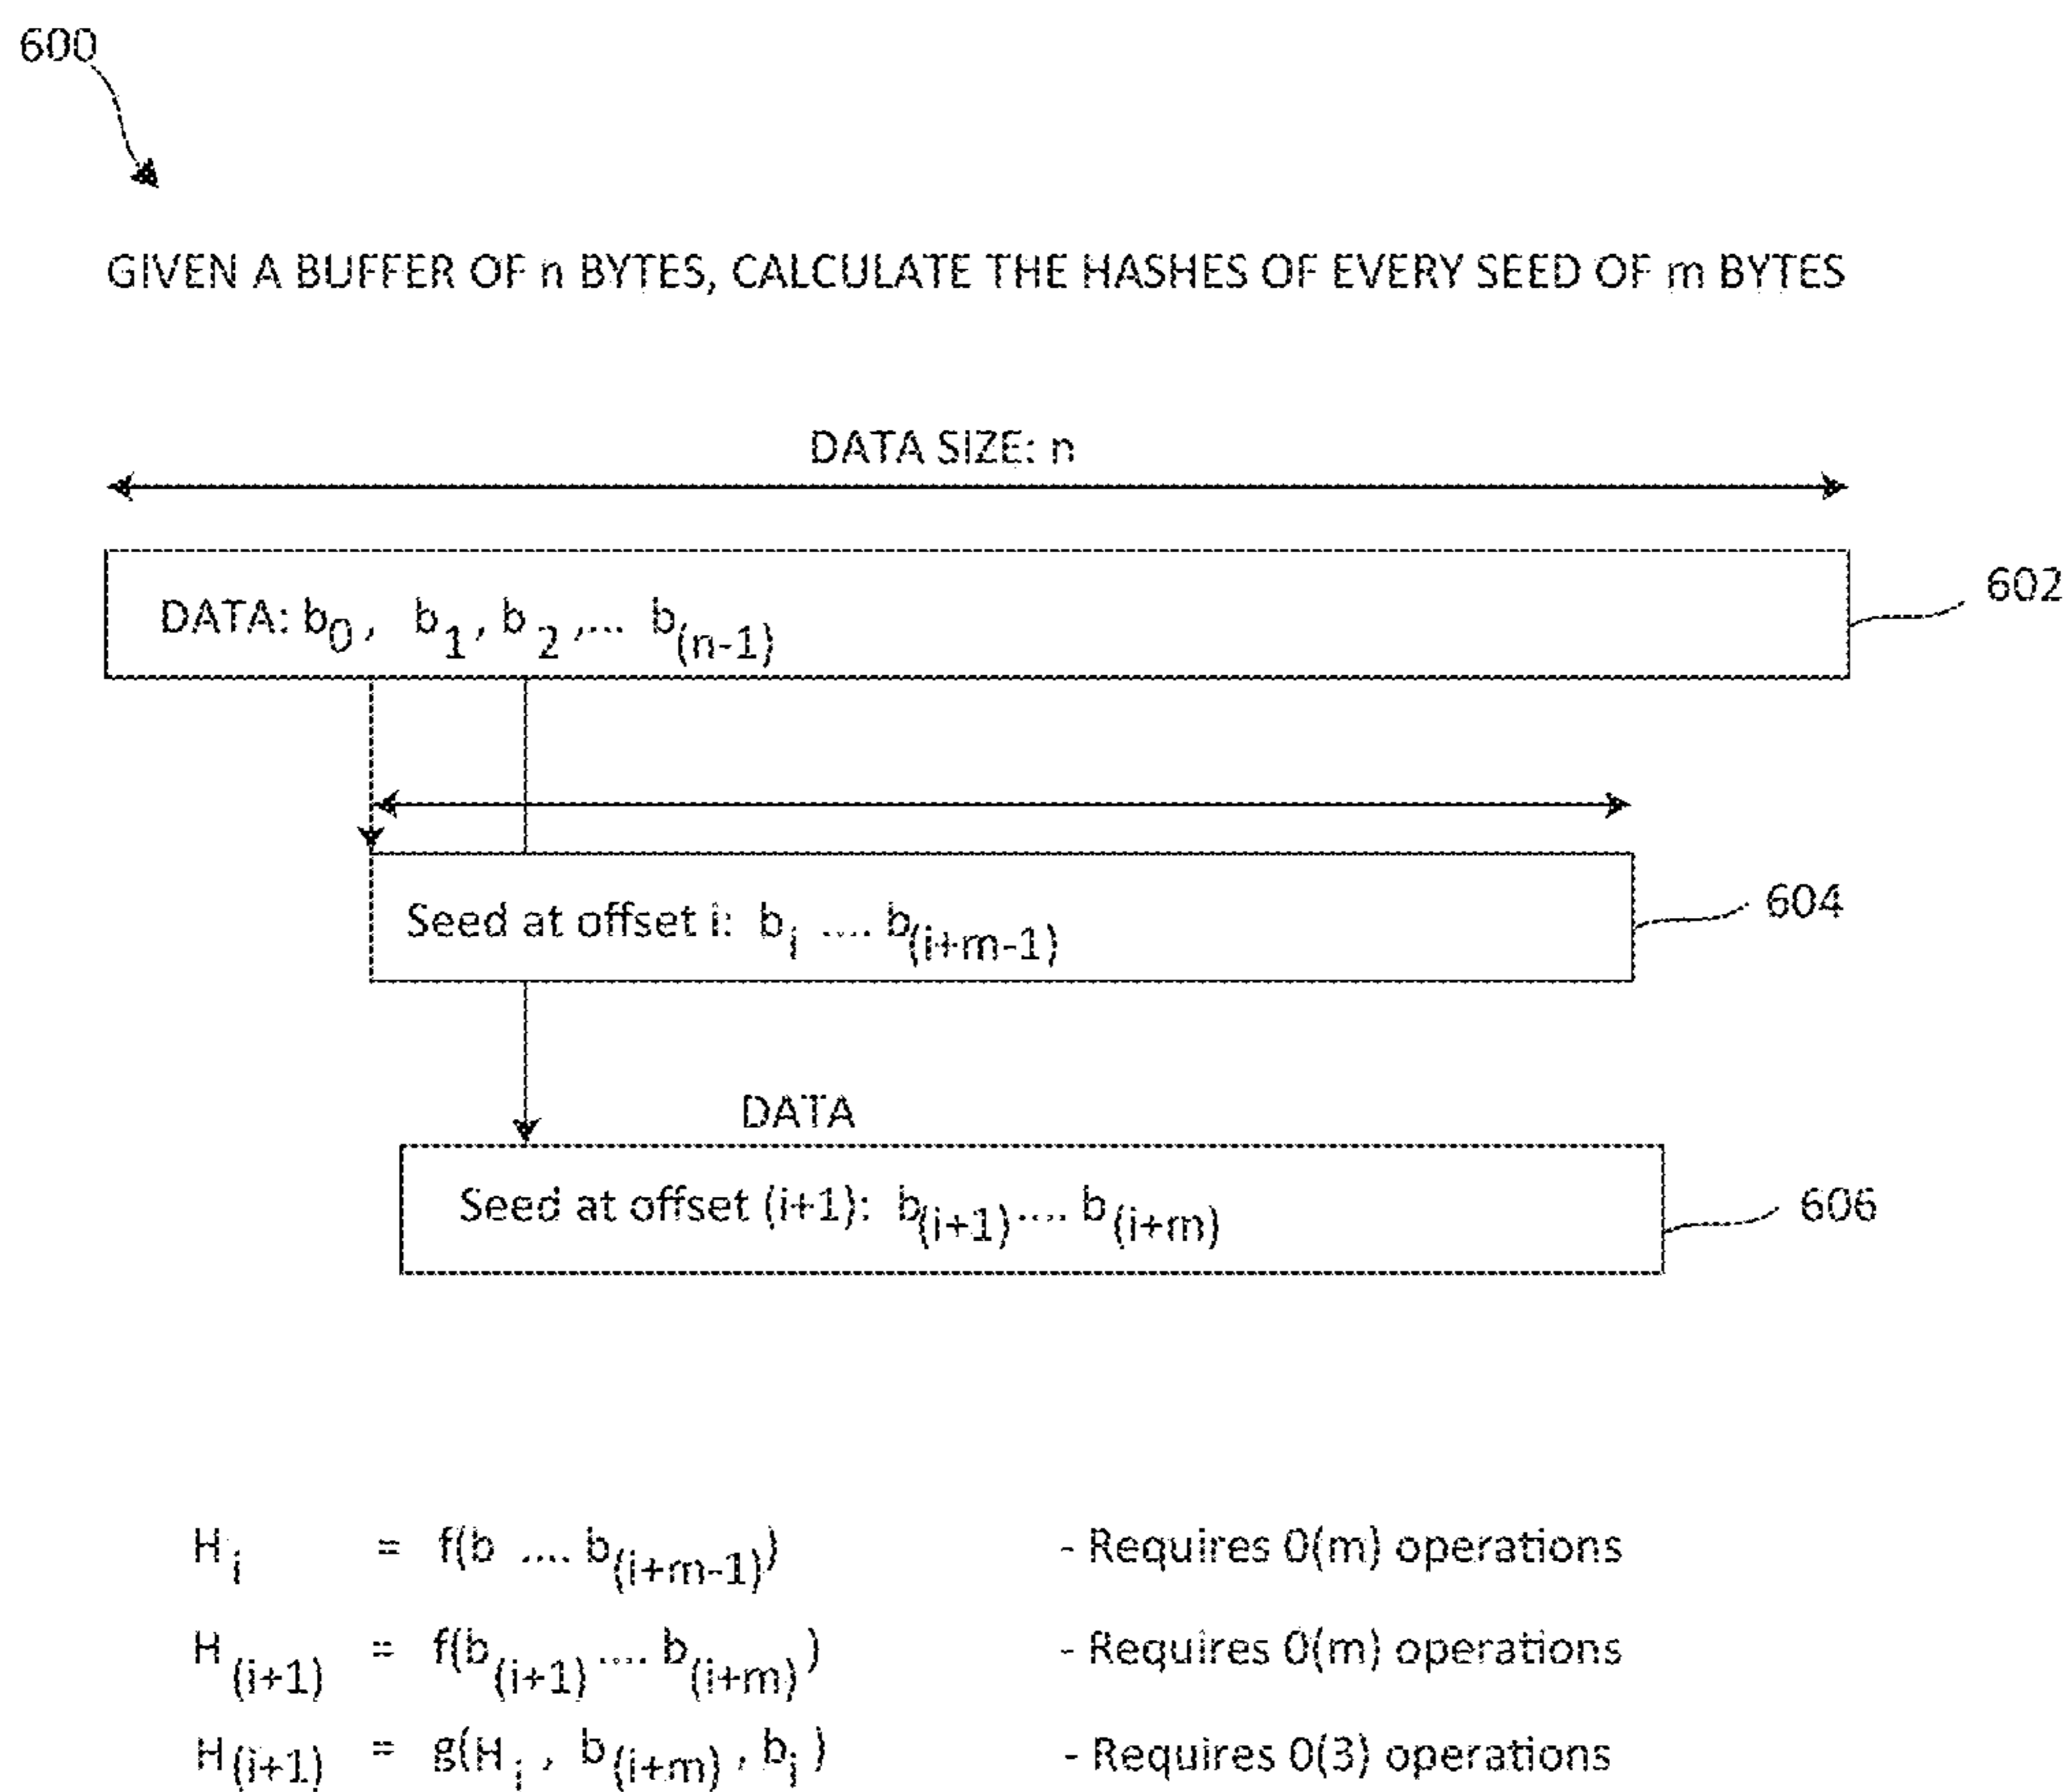 600
GIVEN A BUFFER OF n BYTES, CALCULATE THE HASHES OF EVERY SEED OF m BYTES
DATA SIZE: n
DATA: b0, b1, b2,.... b(n-1)
602
Seed at offset i: bi .... b(i+m-1)
604
DATA
Seed at offset (i+1): b(i+1).... b(i+m)
606
Hi = f(b .... b(i+m-1)) - Requires 0(m) operations
H(i+1) = f(b(i+1).... b(i+m)) - Requires 0(m) operations
H(i+1) = g(Hi, b(i+m), bi) - Requires 0(3) operations